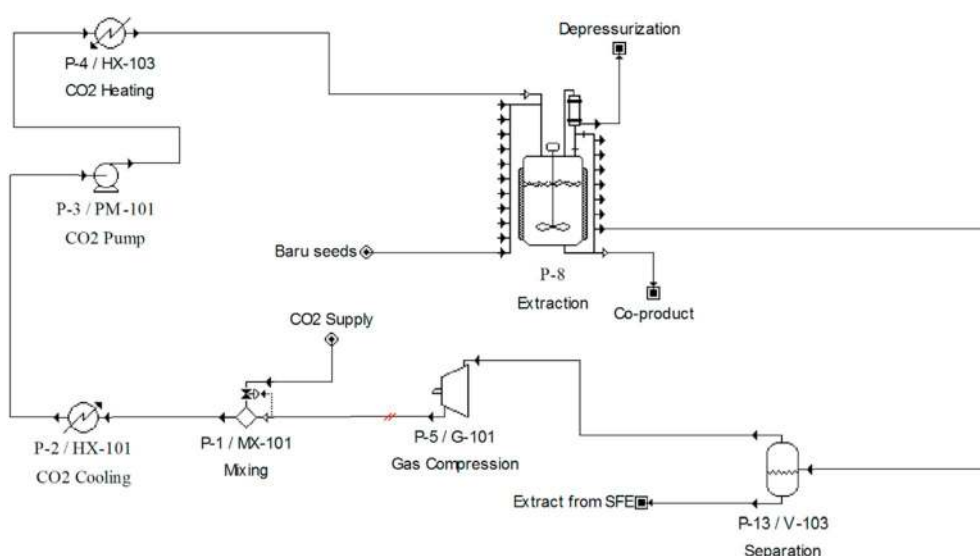 Depressurization
P-4 / HX-103
CO2 Heating
P-3 / PM-101
CO2 Pump
Baru seeds
P-8
Extraction
Co-product
CO2 Supply
P-2 / HX-101
CO2 Cooling
P-1 / MX-101
Mixing
P-5 / G-101
Gas Compression
Extract from SFE
P-13 / V-103
Separation